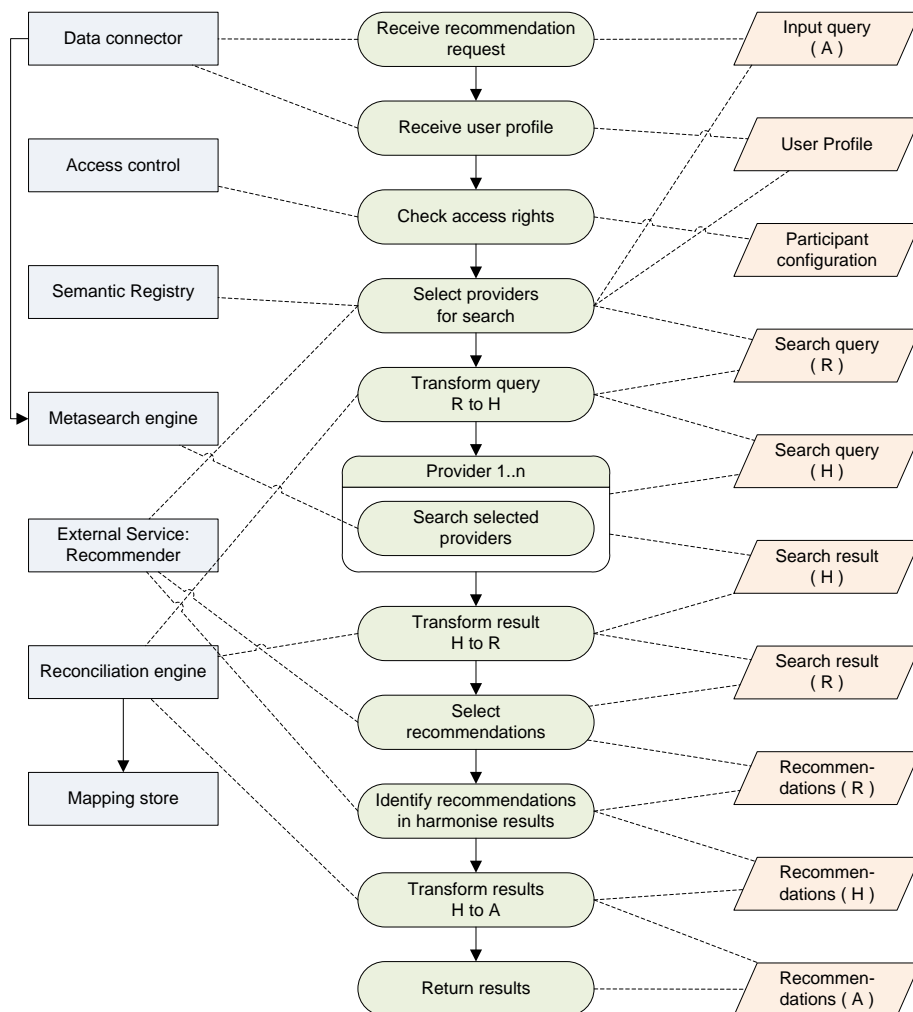 Data connector
Receive recommendation
request
Input query
( A )
Receive user profile
User Profile
Access control
Check access rights
Participant
configuration
Semantic Registry
Select providers
for search
Search query
( R )
Transform query
R to H
Metasearch engine
Provider 1..n
Search query
( H )
Search selected
providers
External Service:
Recommender
Search result
( H )
Transform result
H to R
Reconciliation engine
Search result
( R )
Select
recommendations
Mapping store
Recommen-
dations ( R )
Identify recommendations
in harmonise results
Recommen-
dations ( H )
Transform results
H to A
Return results
Recommen-
dations ( A )